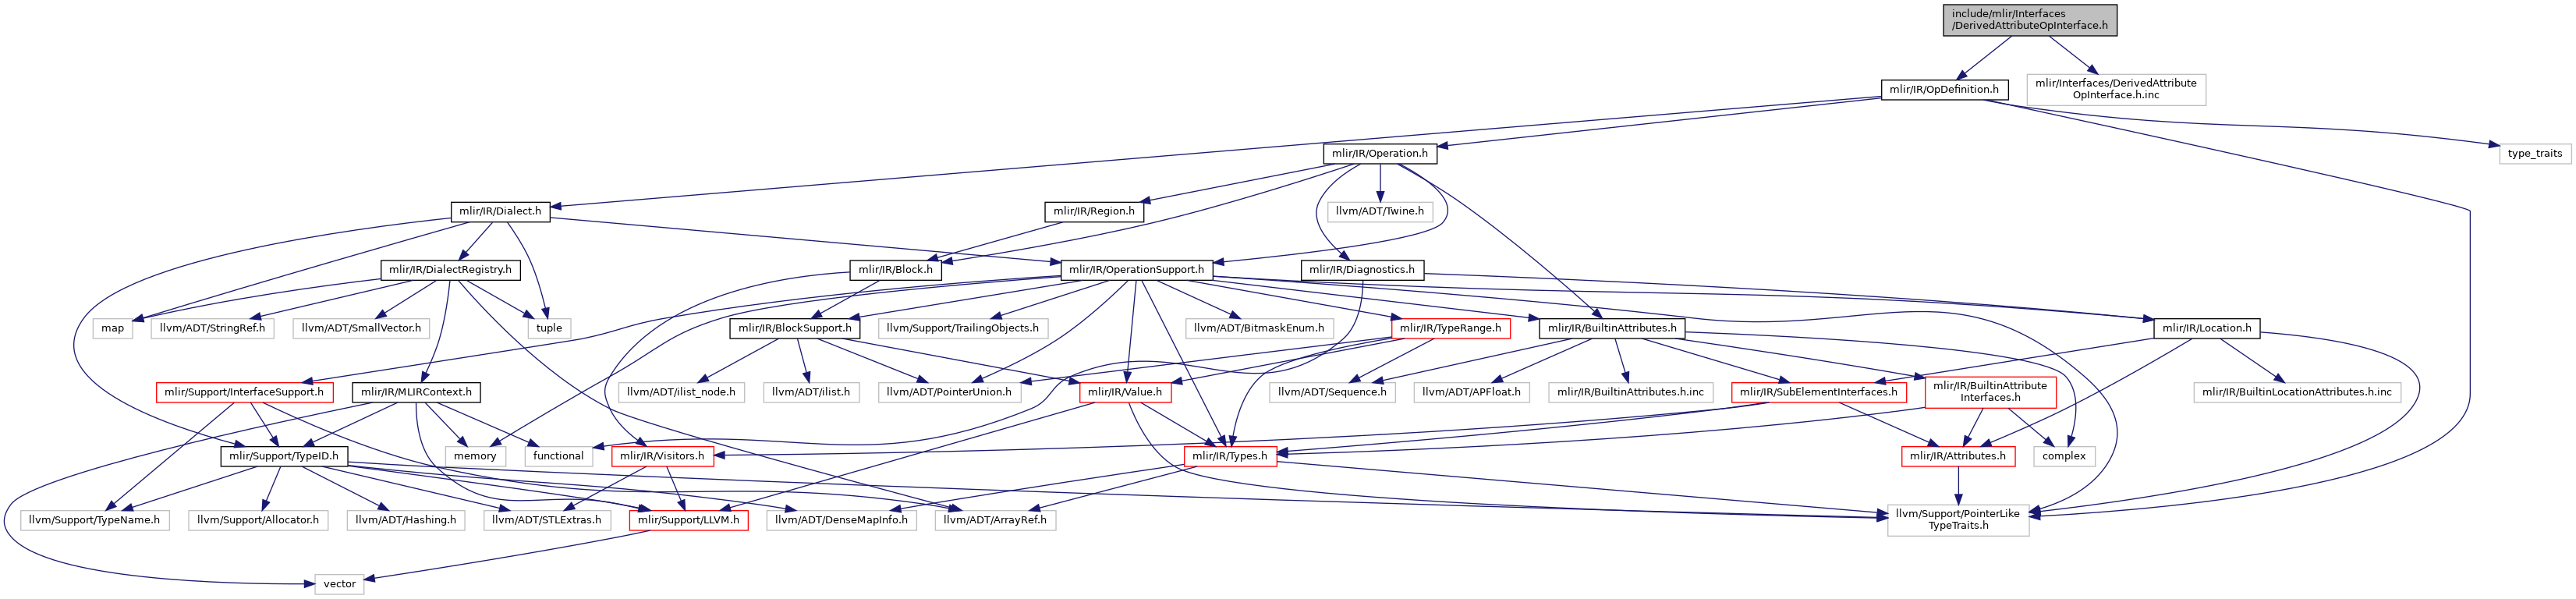 include/mlir/Interfaces
/DerivedAttributeOpInterface.h
mlir/IR/OpDefinition.h
mlir/Interfaces/DerivedAttribute
OpInterface.h.inc
mlir/IR/Operation.h
type_traits
mlir/IR/Dialect.h
mlir/IR/Region.h
llvm/ADT/Twine.h
mlir/IR/DialectRegistry.h
mlir/IR/Block.h
mlir/IR/OperationSupport.h
mlir/IR/Diagnostics.h
map
llvm/ADT/StringRef.h
llvm/ADT/SmallVector.h
tuple
mlir/IR/BlockSupport.h
llvm/Support/TrailingObjects.h
llvm/ADT/BitmaskEnum.h
mlir/IR/TypeRange.h
mlir/IR/BuiltinAttributes.h
mlir/IR/Location.h
mlir/Support/InterfaceSupport.h
mlir/IR/MLIRContext.h
llvm/ADT/ilist_node.h
llvm/ADT/ilist.h
llvm/ADT/PointerUnion.h
mlir/IR/Value.h
llvm/ADT/Sequence.h
llvm/ADT/APFloat.h
mlir/IR/BuiltinAttributes.h.inc
mlir/IR/SubElementInterfaces.h
mlir/IR/BuiltinAttribute
Interfaces.h
mlir/IR/BuiltinLocationAttributes.h.inc
mlir/Support/TypeID.h
memory
functional
mlir/IR/Visitors.h
mlir/IR/Types.h
mlir/IR/Attributes.h
complex
llvm/Support/TypeName.h
llvm/Support/Allocator.h
llvm/ADT/Hashing.h
llvm/ADT/STLExtras.h
mlir/Support/LLVM.h
llvm/ADT/DenseMapInfo.h
llvm/ADT/ArrayRef.h
llvm/Support/PointerLike
TypeTraits.h
vector